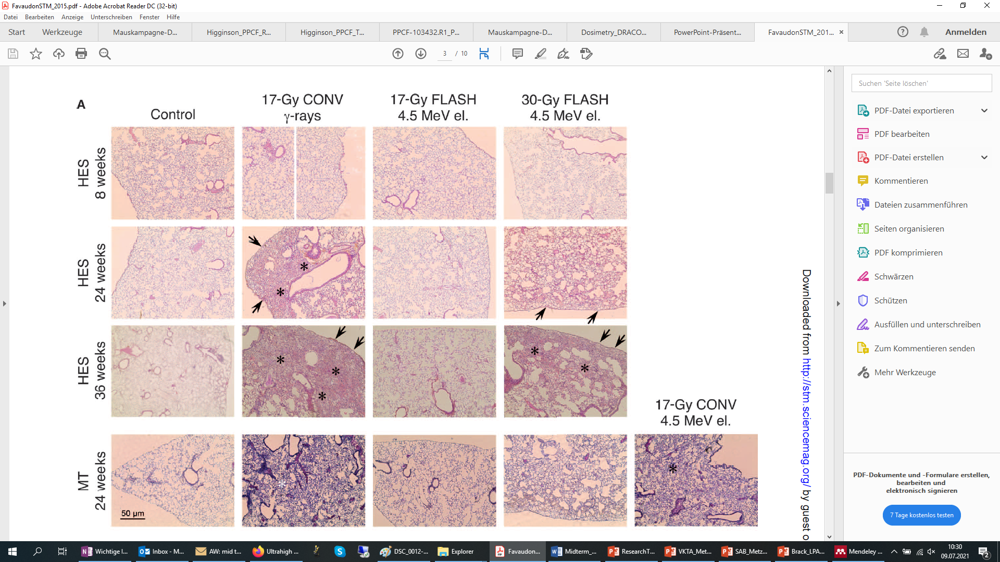 FavaudonSTM_2015.pdf - Adobe Acrobat Reader DC (32-bit)
Datei Bearbeiten Anzeige Unterschreiben Fenster Hilfe
Start Werkzeuge Mauskampagne-D... Higginson_PPCF_R... Higginson_PPCF_T... PPCF-103432.R1_P... Mauskampagne-D... Dosimetry_DRACO... PowerPoint-Präsent... FavaudonSTM_201... Anmelden
3 / 10
A
Control
17-Gy CONV
γ-rays
17-Gy FLASH
4.5 MeV el.
30-Gy FLASH
4.5 MeV el.
HES
8 weeks
HES
24 weeks
HES
36 weeks
17-Gy CONV
4.5 MeV el.
MT
24 weeks
50 µm
Downloaded from http://stm.sciencemag.org/ by guest o
Suchen 'Seite löschen'
PDF-Datei exportieren
PDF bearbeiten
PDF-Datei erstellen
Kommentieren
Dateien zusammenführen
Seiten organisieren
PDF komprimieren
Schwärzen
Schützen
Ausfüllen und unterschreiben
Zum Kommentieren senden
Mehr Werkzeuge
PDF-Dokumente und -Formulare erstellen,
bearbeiten und
elektronisch signieren
7 Tage kostenlos testen
Wichtige I... Inbox - M... AW: mid t... Ultrahigh ... DSC_0012-... Explorer Favaudon... Midterm_... ResearchT... VKTA_Met... SAB_Metz... Brack_LPA... Mendeley ...
10:30
09.07.2021
2